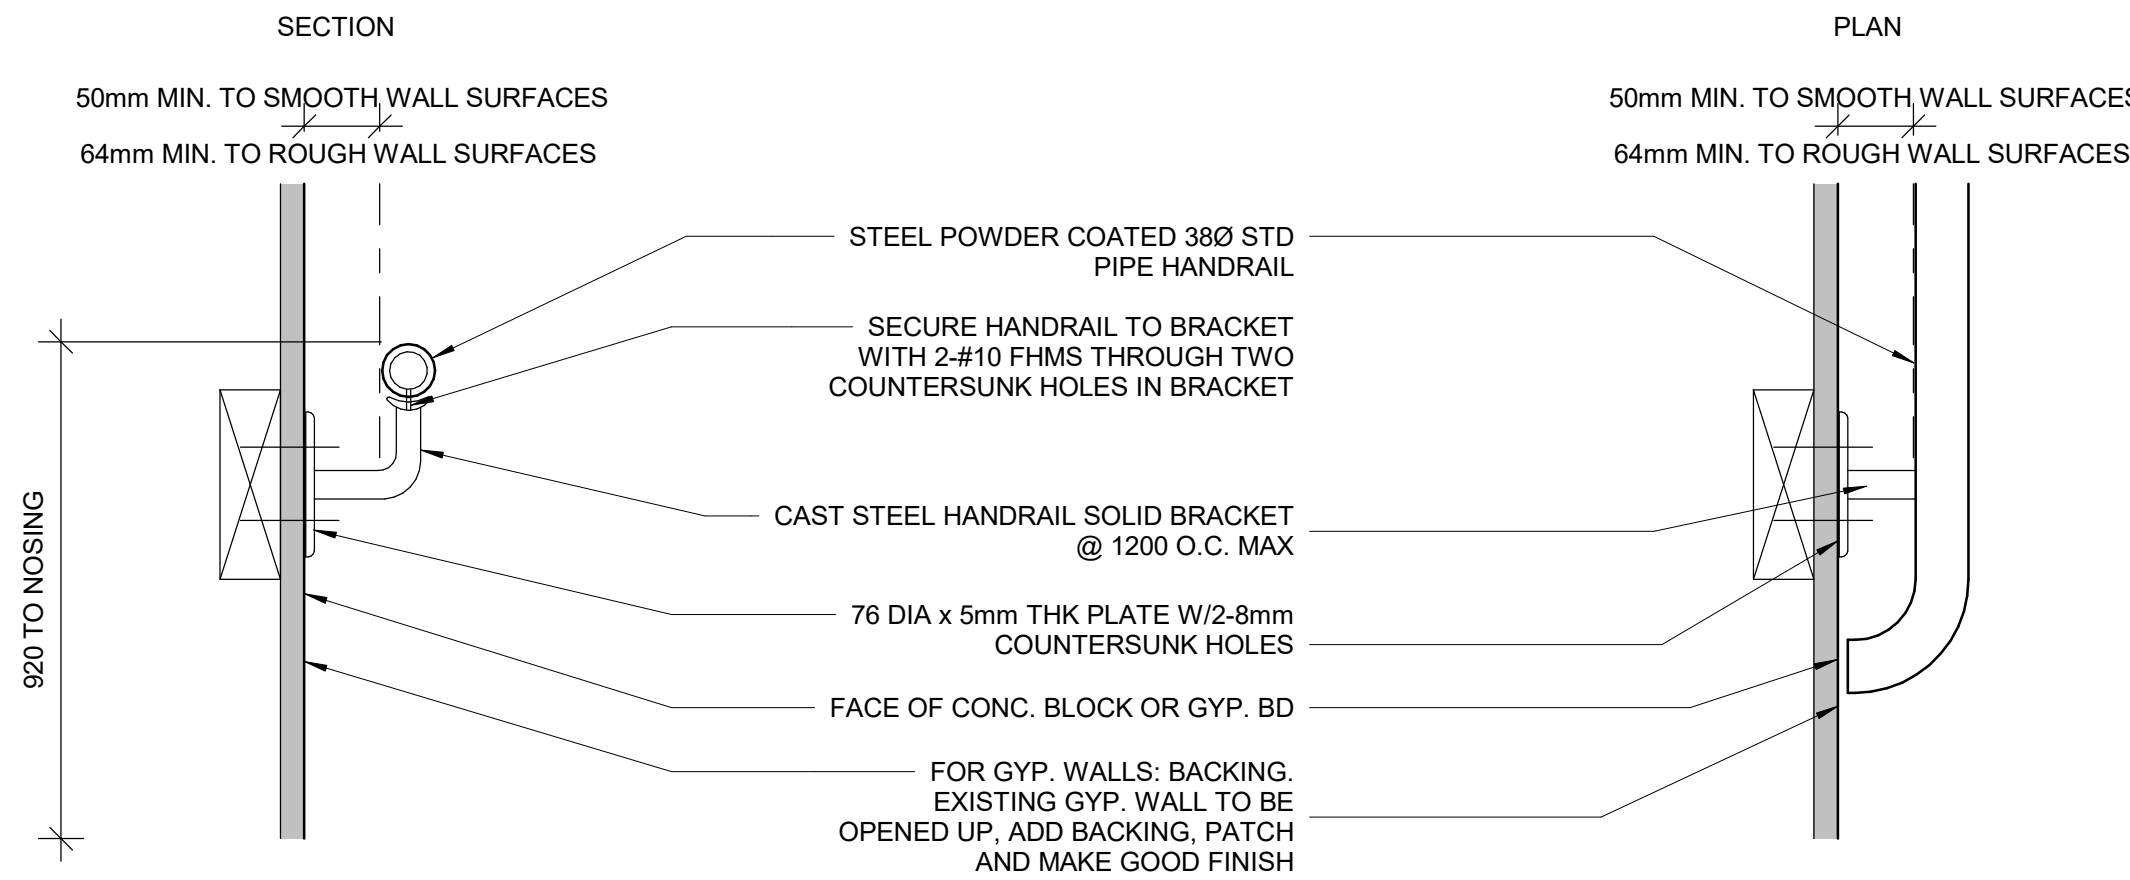 SECTION
PLAN
50mm MIN. TO SMOOTH WALL SURFACES
64mm MIN. TO ROUGH WALL SURFACES
50mm MIN. TO SMOOTH WALL SURFACES
64mm MIN. TO ROUGH WALL SURFACES
920 TO NOSING
STEEL POWDER COATED 38Ø STD
PIPE HANDRAIL
SECURE HANDRAIL TO BRACKET
WITH 2-#10 FHMS THROUGH TWO
COUNTERSUNK HOLES IN BRACKET
CAST STEEL HANDRAIL SOLID BRACKET
@ 1200 O.C. MAX
76 DIA x 5mm THK PLATE W/2-8mm
COUNTERSUNK HOLES
FACE OF CONC. BLOCK OR GYP. BD
FOR GYP. WALLS: BACKING.
EXISTING GYP. WALL TO BE
OPENED UP, ADD BACKING, PATCH
AND MAKE GOOD FINISH